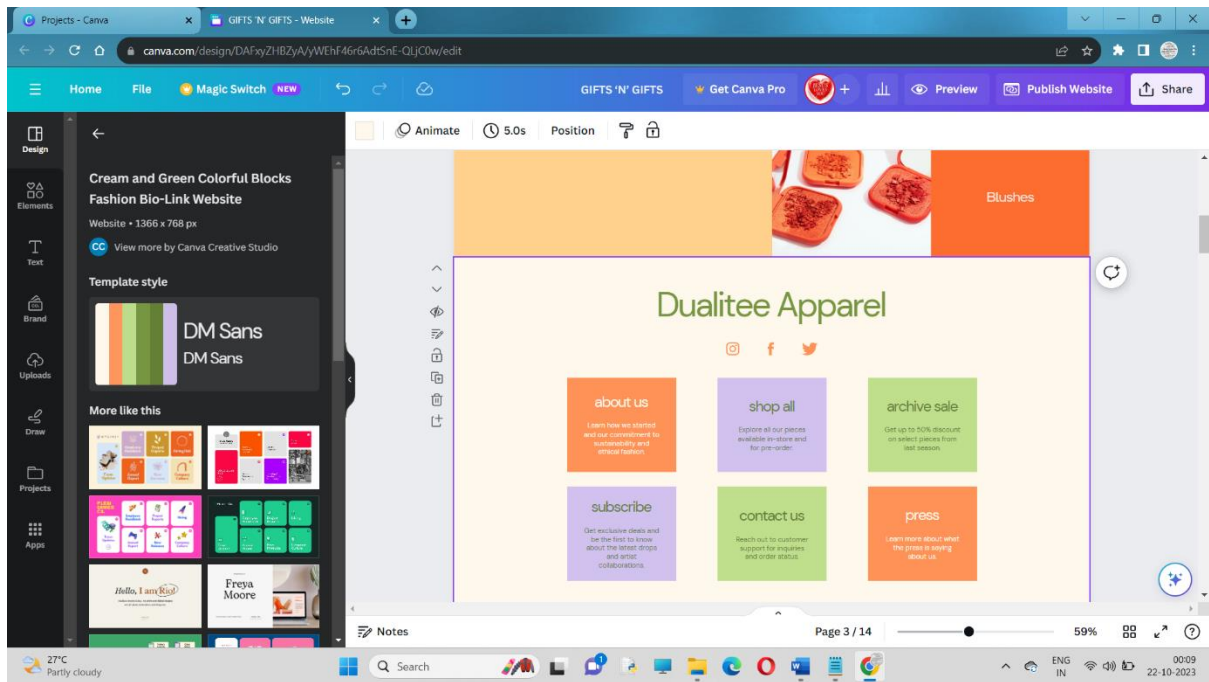 Projects - Canva
GIFTS 'N' GIFTS - Website
canva.com/design/DAFxyZHBZyA/yWEhF46r6AdtSnE-QLjC0w/edit
Home File Magic Switch NEW GIFTS 'N' GIFTS Get Canva Pro Preview Publish Website Share
Design
Elements
Text
Brand
Uploads
Draw
Projects
Apps
Cream and Green Colorful Blocks
Fashion Bio-Link Website
Website • 1366 x 768 px
CC View more by Canva Creative Studio
Template style
DM Sans
DM Sans
More like this
Hello, I am Rio!
Freya
Moore
Animate 5.0s Position
Blushes
Dualitee Apparel
about us
Learn how we started
and our commitment to
sustainability and
ethical fashion.
shop all
Explore all our pieces
available in-store and
for pre-order.
archive sale
Get up to 50% discount
on select pieces from
last season.
subscribe
Get exclusive deals and
be the first to know
about the latest drops
and artist
collaborations.
contact us
Reach out to customer
support for inquiries
and order status.
press
Learn more about what
the press is saying
about us.
Notes Page 3 / 14 59%
27°C
Partly cloudy
Search
ENG
IN
00:09
22-10-2023